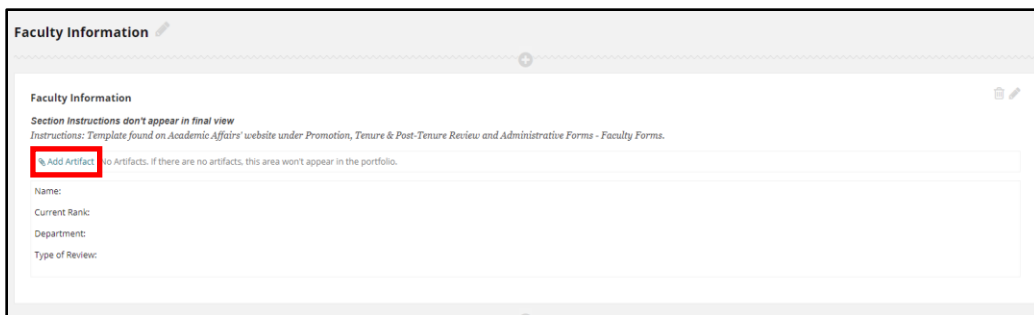 Faculty Information
Faculty Information
Section Instructions don't appear in final view
Instructions: Template found on Academic Affairs' website under Promotion, Tenure & Post-Tenure Review and Administrative Forms - Faculty Forms.
Add Artifact No Artifacts. If there are no artifacts, this area won't appear in the portfolio.
Name:
Current Rank:
Department:
Type of Review: